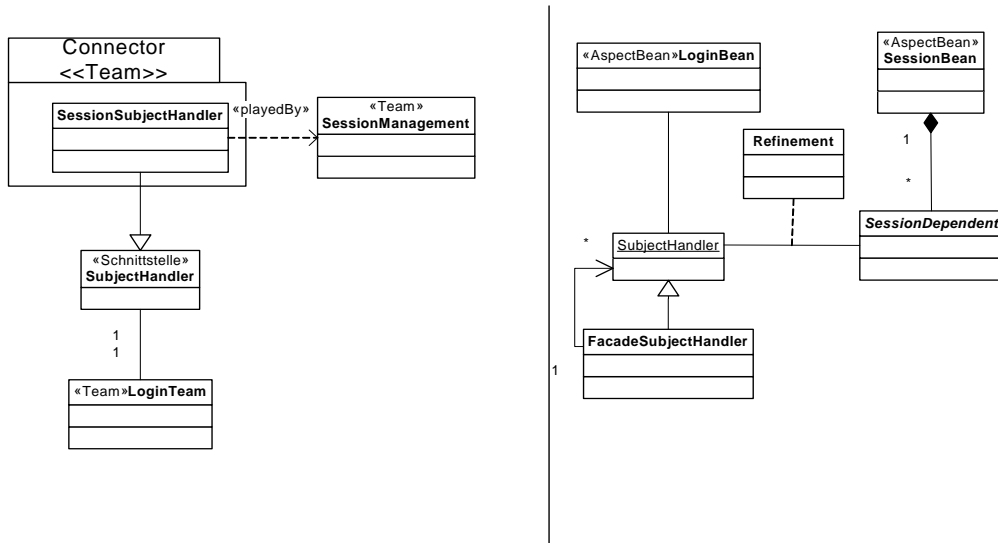 Connector
<<Team>>
SessionSubjectHandler
«playedBy»
«Team»
SessionManagement
«Schnittstelle»
SubjectHandler
1
1
«Team»LoginTeam
«AspectBean»LoginBean
«AspectBean»
SessionBean
1
*
Refinement
SessionDependent
SubjectHandler
*
FacadeSubjectHandler
1